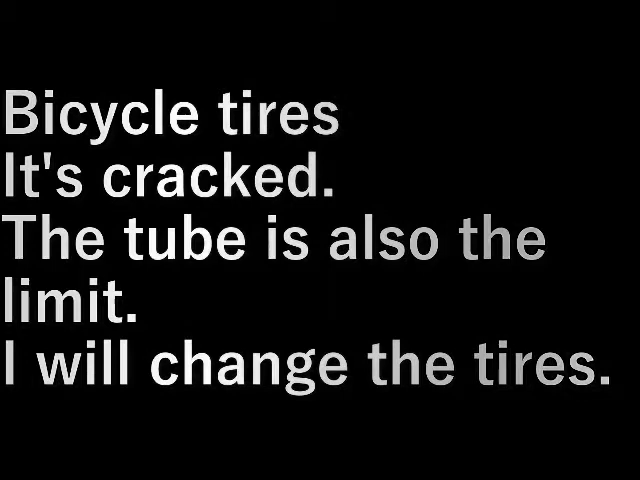 Bicycle tires
It's cracked.
The tube is also the
limit.
I will change the tires.